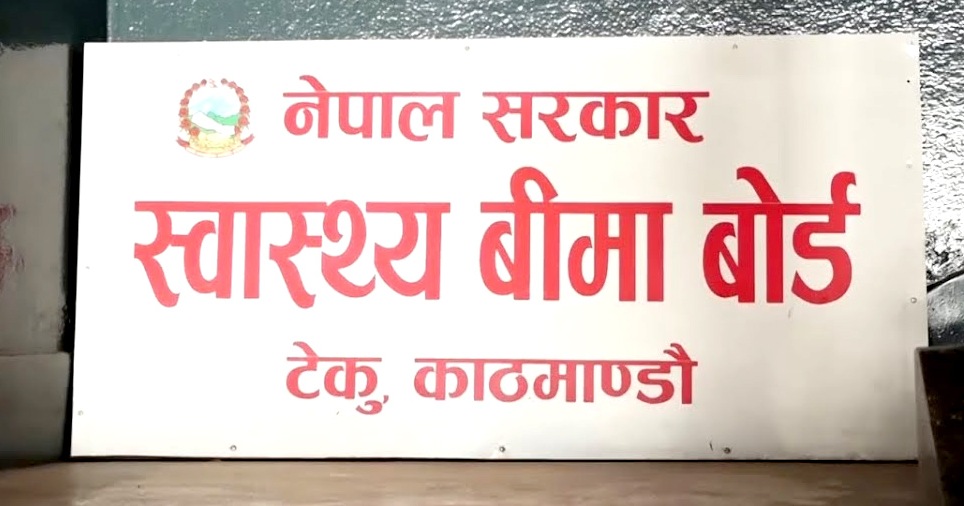 नेपाल सरकार
स्वास्थ्य बीमा बोर्ड
टेकु, काठमाण्डौ